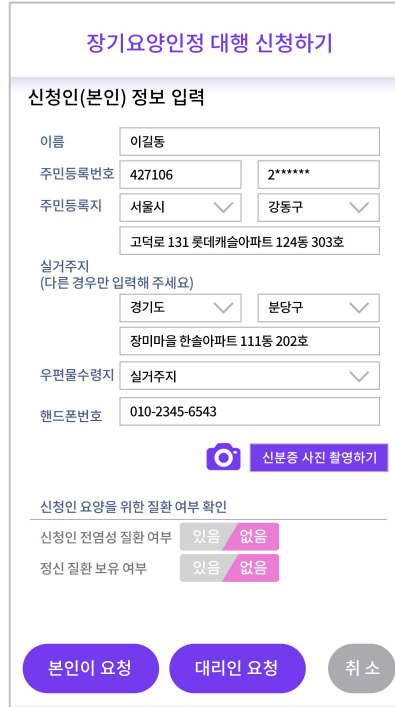 장기요양인정 대행 신청하기
신청인(본인) 정보 입력
이름 이길동
주민등록번호 427106 2******
주민등록지 서울시 강동구
고덕로 131 롯데캐슬아파트 124동 303호
실거주지
(다른 경우만 입력해 주세요)
경기도 분당구
장미마을 한솔아파트 111동 202호
우편물수령지 실거주지
핸드폰번호 010-2345-6543
신분증 사진 촬영하기
신청인 요양을 위한 질환 여부 확인
신청인 전염성 질환 여부 있음 없음
정신 질환 보유 여부 있음 없음
본인이 요청 대리인 요청 취 소